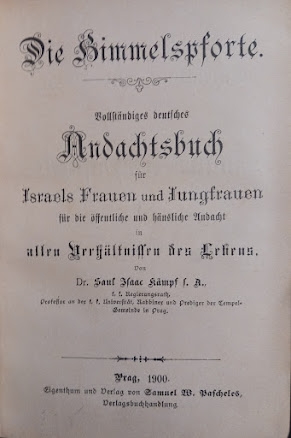 Die Himmelspforte.
Vollständiges deutsches
Andachtsbuch
für
Israels Frauen und Jungfrauen
für die öffentliche und häusliche Andacht
in
allen Verhältnissen des Lebens.
Von
Dr. Saul Isaac Kämpf s. A.,
k. k. Regierungsrath,
Professor an der k. k. Universität, Rabbiner und Prediger der Tempel-
Gemeinde in Prag.
Prag, 1900.
Eigenthum und Verlag von Samuel W. Pascheles,
Verlagsbuchhandlung.